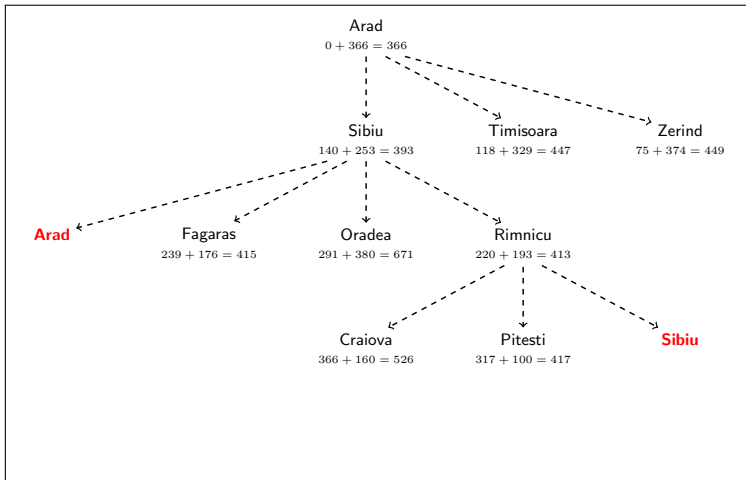 Arad
0 + 366 = 366
Sibiu Timisoara Zerind
140 + 253 = 393 118 + 329 = 447 75 + 374 = 449
Arad Fagaras Oradea Rimnicu
239 + 176 = 415 291 + 380 = 671 220 + 193 = 413
Craiova Pitesti Sibiu
366 + 160 = 526 317 + 100 = 417